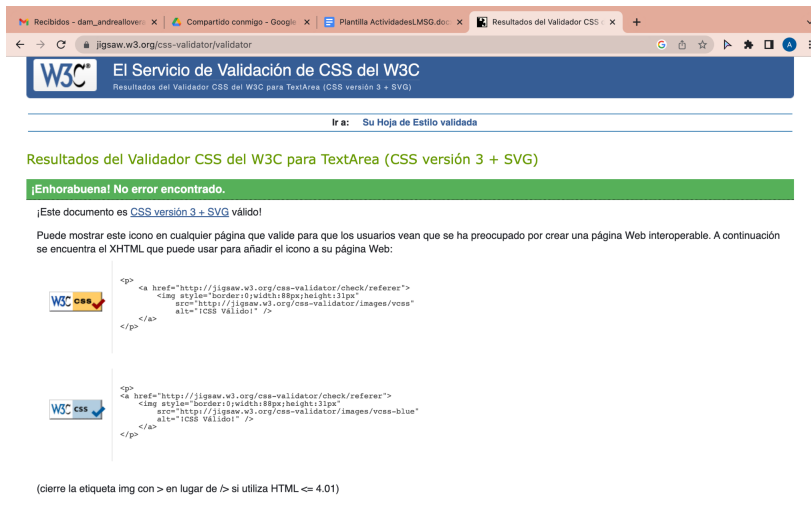 Recibidos - dam_andreallovera
Compartido conmigo - Google
Plantilla ActividadesLMSG.doc
Resultados del Validador CSS
jigsaw.w3.org/css-validator/validator
A
W3C®
El Servicio de Validación de CSS del W3C
Resultados del Validador CSS del W3C para TextArea (CSS versión 3 + SVG)
Ir a: Su Hoja de Estilo validada
Resultados del Validador CSS del W3C para TextArea (CSS versión 3 + SVG)
¡Enhorabuena! No error encontrado.
¡Este documento es CSS versión 3 + SVG válido!
Puede mostrar este icono en cualquier página que valide para que los usuarios vean que se ha preocupado por crear una página Web interoperable. A continuación
se encuentra el XHTML que puede usar para añadir el icono a su página Web:
W3C css
<p>
<a href="http://jigsaw.w3.org/css-validator/check/referer">
<img style="border:0;width:88px;height:31px"
src="http://jigsaw.w3.org/css-validator/images/vcss"
alt="¡CSS Válido!" />
</a>
</p>
W3C css
<p>
<a href="http://jigsaw.w3.org/css-validator/check/referer">
<img style="border:0;width:88px;height:31px"
src="http://jigsaw.w3.org/css-validator/images/vcss-blue"
alt="¡CSS Válido!" />
</a>
</p>
(cierre la etiqueta img con > en lugar de /> si utiliza HTML <= 4.01)